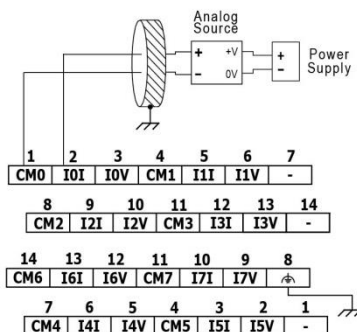 Analog
Source
+ +V + Power
- 0V - Supply
1 2 3 4 5 6 7
CM0 I0I I0V CM1 I1I I1V -
8 9 10 11 12 13 14
CM2 I2I I2V CM3 I3I I3V -
14 13 12 11 10 9 8
CM6 I6I I6V CM7 I7I I7V
7 6 5 4 3 2 1
CM4 I4I I4V CM5 I5I I5V -